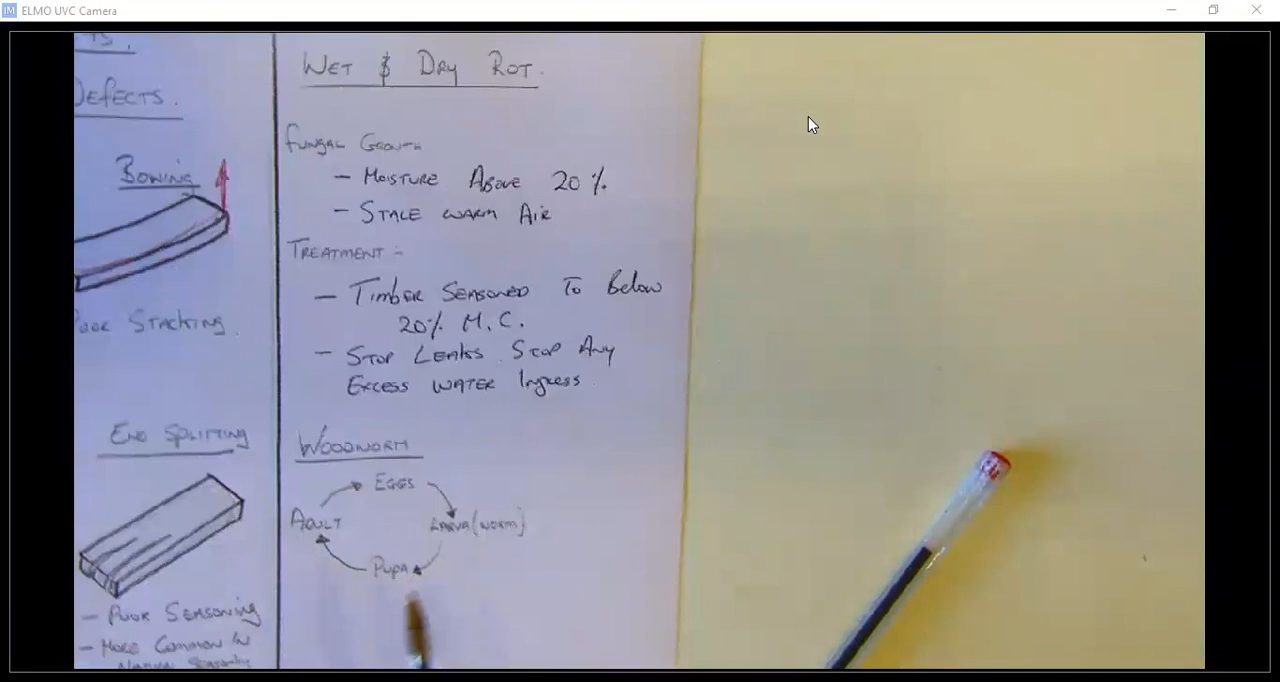 ELMO UVC Camera
DEFECTS.
BOWING
STACKING
END SPLITTING
- POOR SEASONING
- MORE COMMON IN
WET & DRY ROT.
FUNGAL GROWTH
- MOISTURE ABOVE 20%
- STALE WARM AIR
TREATMENT -
- TIMBER SEASONED TO BELOW
20% M.C.
- STOP LEAKS. STOP ANY
EXCESS WATER INGRESS
WOODWORM
EGGS
ADULT
LARVA (WORM)
PUPA